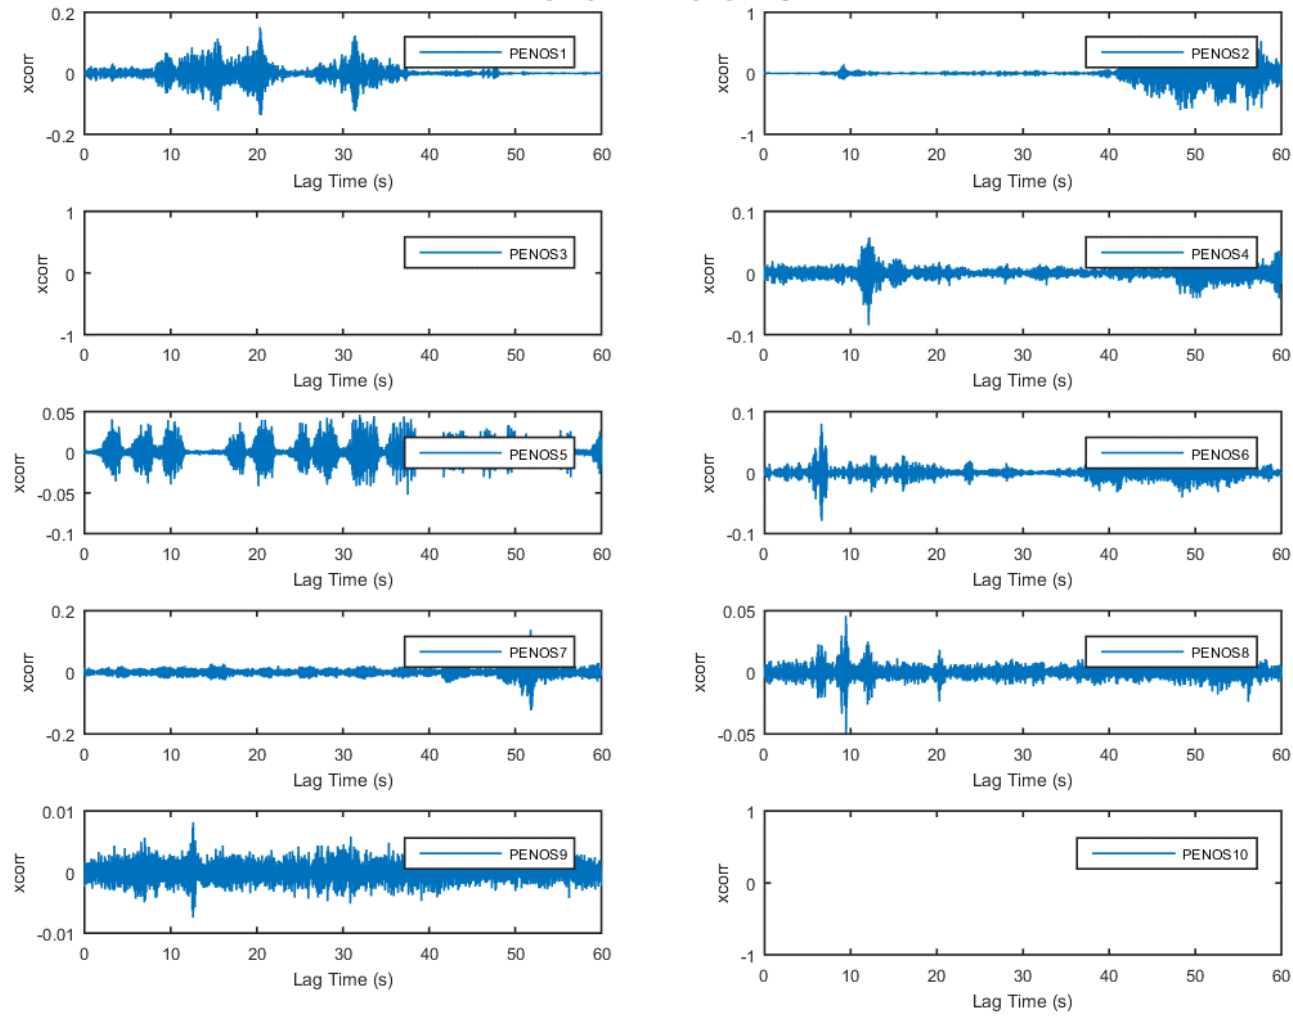 0.2
0
-0.2
xcorr
PENOS1
0 10 20 30 40 50 60
Lag Time (s)
1
0
-1
xcorr
PENOS2
0 10 20 30 40 50 60
Lag Time (s)
1
0
-1
xcorr
PENOS3
0 10 20 30 40 50 60
Lag Time (s)
0.1
0
-0.1
xcorr
PENOS4
0 10 20 30 40 50 60
Lag Time (s)
0.05
0
-0.05
-0.1
xcorr
PENOS5
0 10 20 30 40 50 60
Lag Time (s)
0.1
0
-0.1
xcorr
PENOS6
0 10 20 30 40 50 60
Lag Time (s)
0.2
0
-0.2
xcorr
PENOS7
0 10 20 30 40 50 60
Lag Time (s)
0.05
0
-0.05
xcorr
PENOS8
0 10 20 30 40 50 60
Lag Time (s)
0.01
0
-0.01
xcorr
PENOS9
0 10 20 30 40 50 60
Lag Time (s)
1
0
-1
xcorr
PENOS10
0 10 20 30 40 50 60
Lag Time (s)